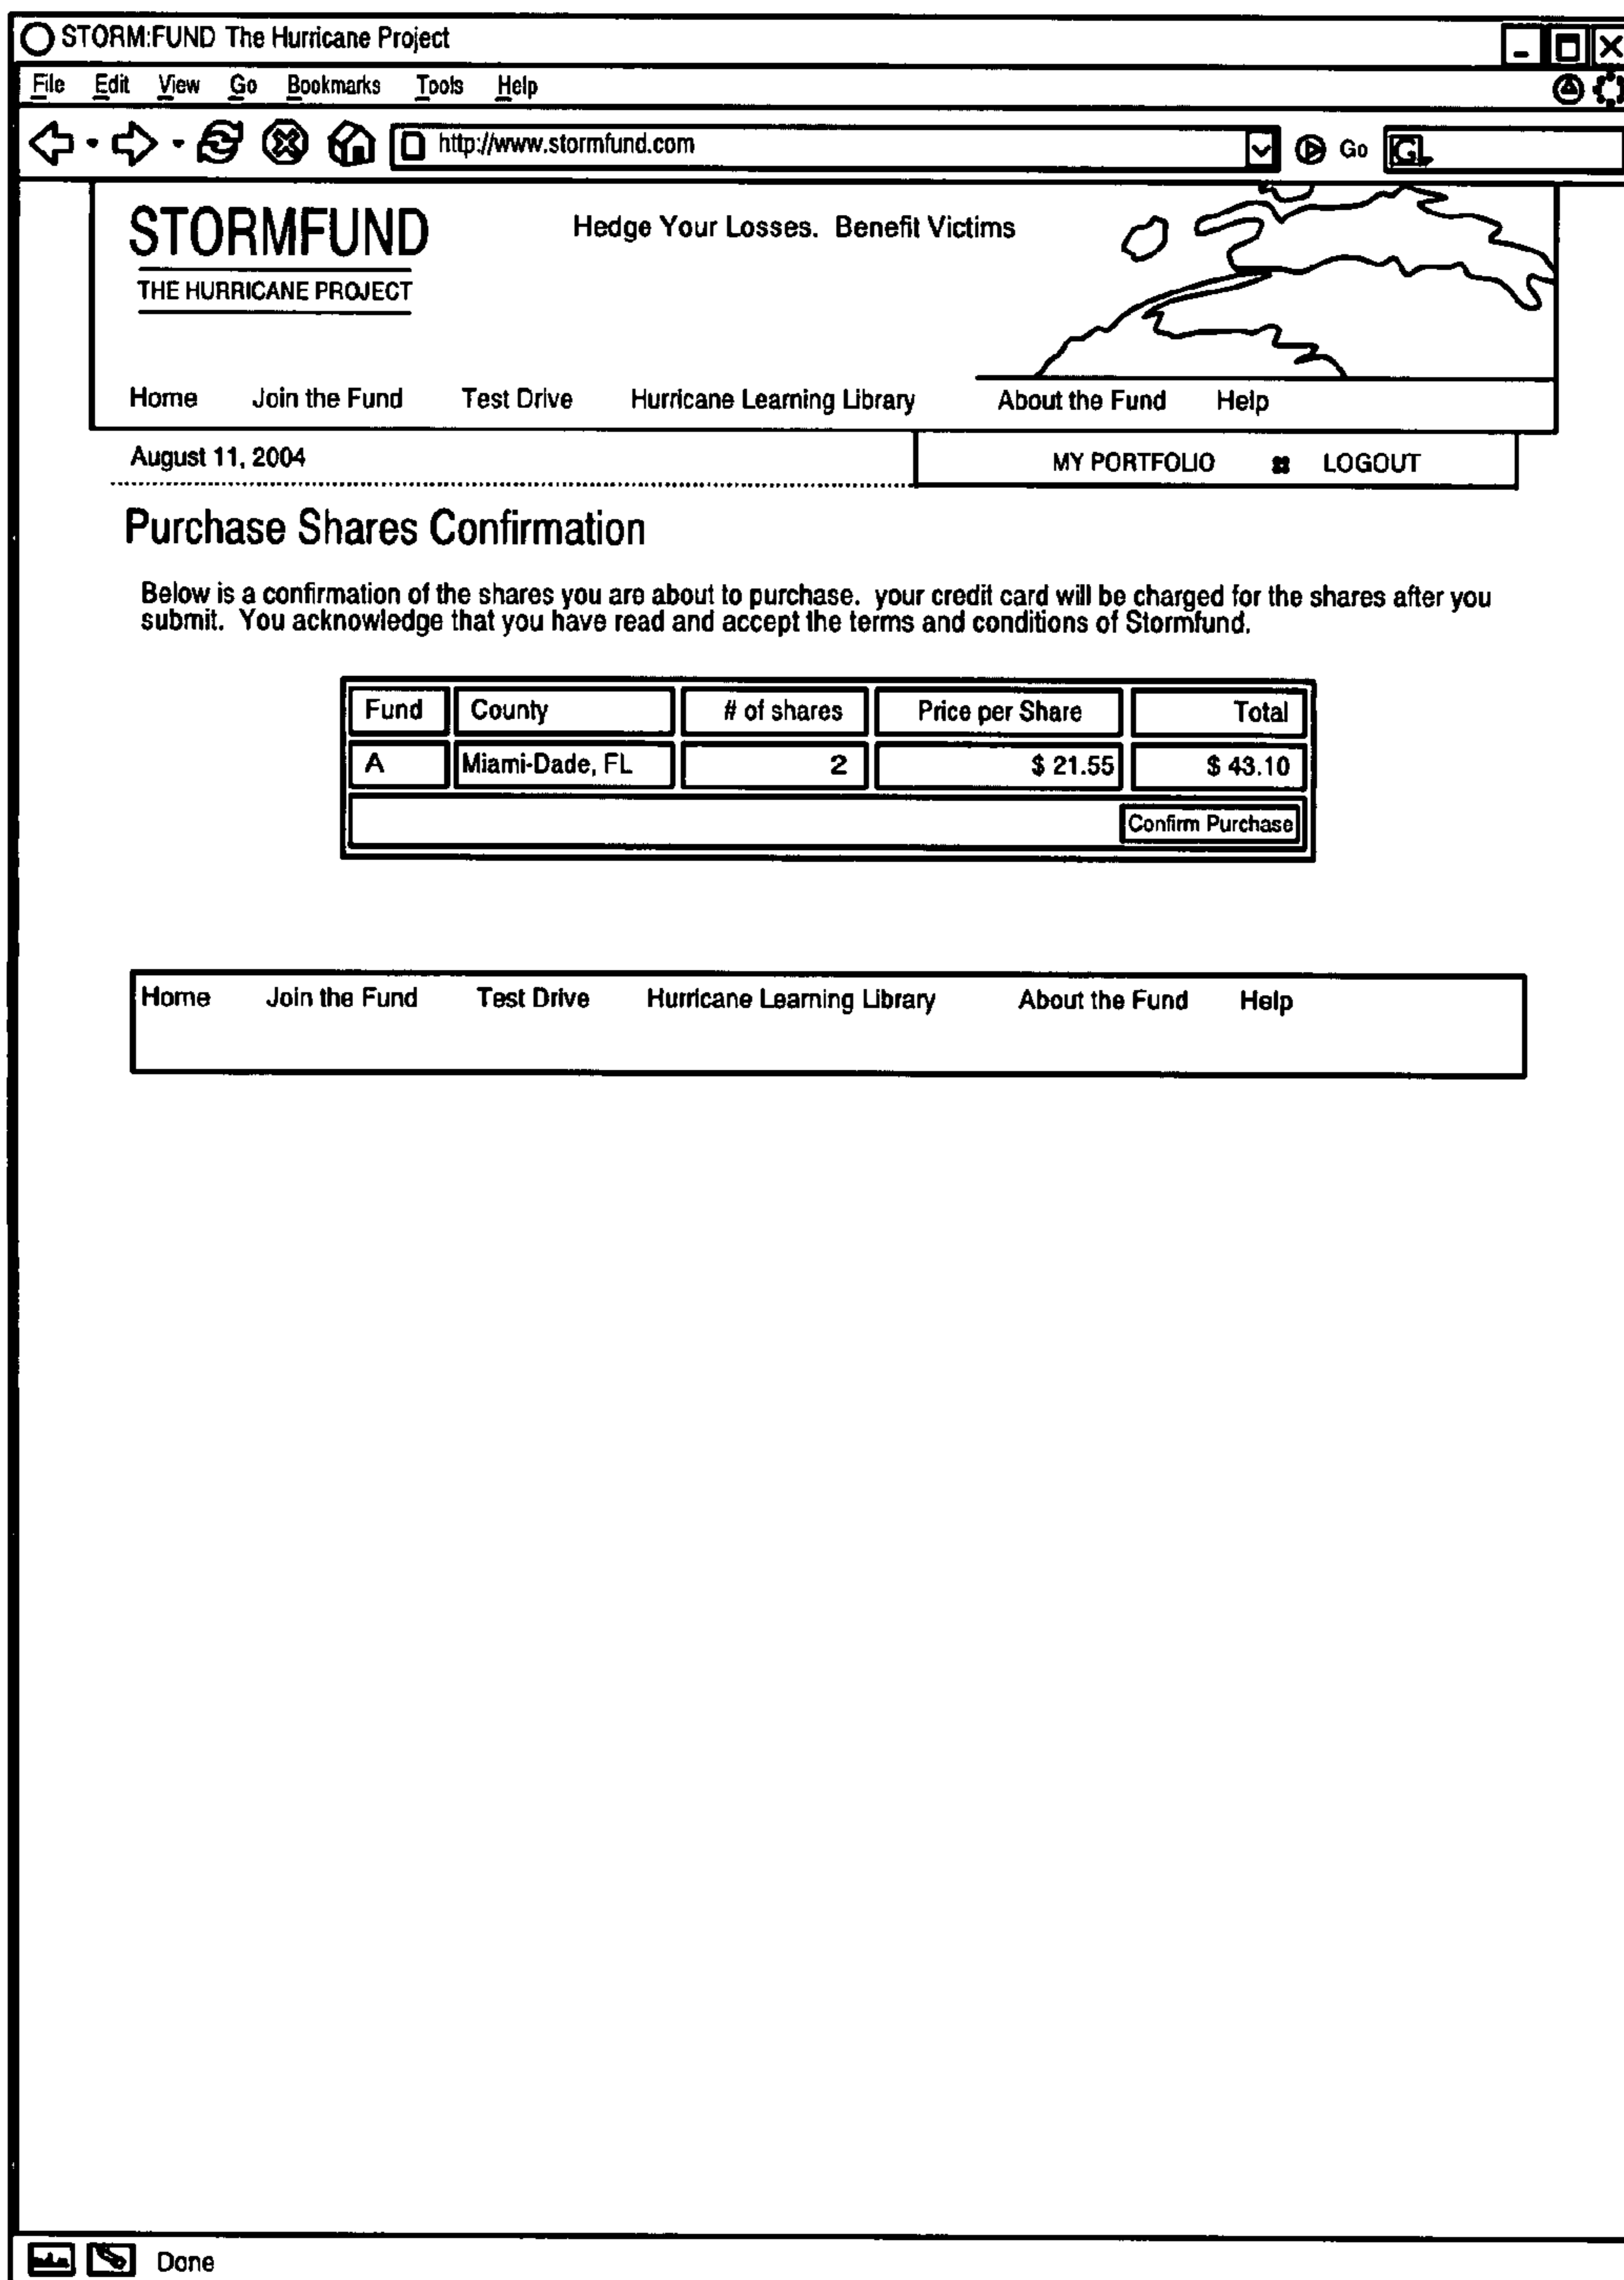 STORM:FUND The Hurricane Project
File Edit View Go Bookmarks Tools Help
http://www.stormfund.com Go G
STORMFUND Hedge Your Losses. Benefit Victims
THE HURRICANE PROJECT
Home Join the Fund Test Drive Hurricane Learning Library About the Fund Help
August 11, 2004 MY PORTFOLIO LOGOUT
Purchase Shares Confirmation
Below is a confirmation of the shares you are about to purchase. your credit card will be charged for the shares after you
submit. You acknowledge that you have read and accept the terms and conditions of Stormfund.
Fund County # of shares Price per Share Total
A Miami-Dade, FL 2 $ 21.55 $ 43.10
Confirm Purchase
Home Join the Fund Test Drive Hurricane Learning Library About the Fund Help
Done